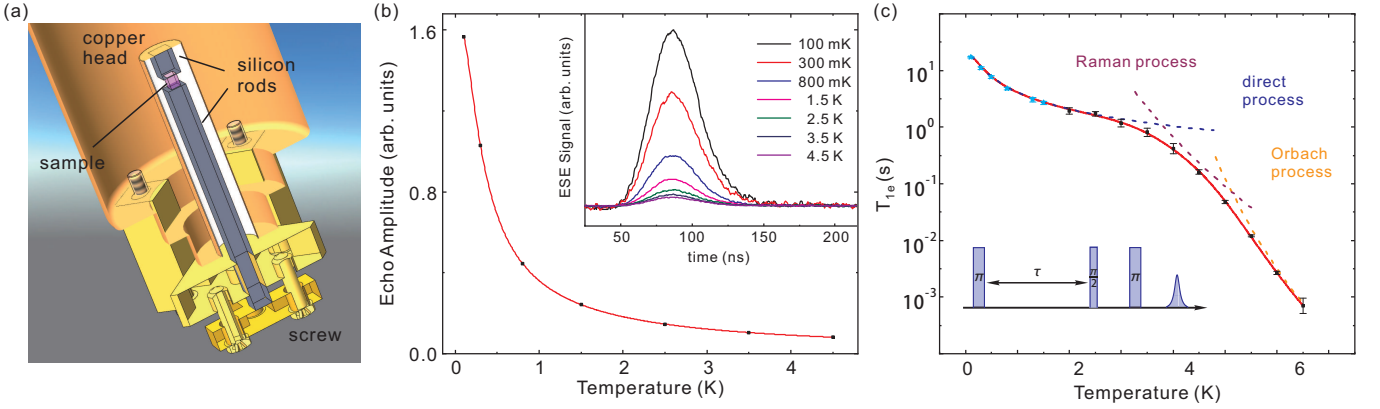 (a)
copper
head
silicon
rods
sample
screw
(b)
Echo Amplitude (arb. units)
1.6
0.8
0.0
0
1
2
3
4
Temperature (K)
ESE Signal (arb. units)
50
100
150
200
time (ns)
100 mK
300 mK
800 mK
1.5 K
2.5 K
3.5 K
4.5 K
(c)
T1e(s)
10^1
10^0
10^-1
10^-2
10^-3
0
2
4
6
Temperature (K)
Raman process
direct
process
Orbach
process
π
τ
π/2
π